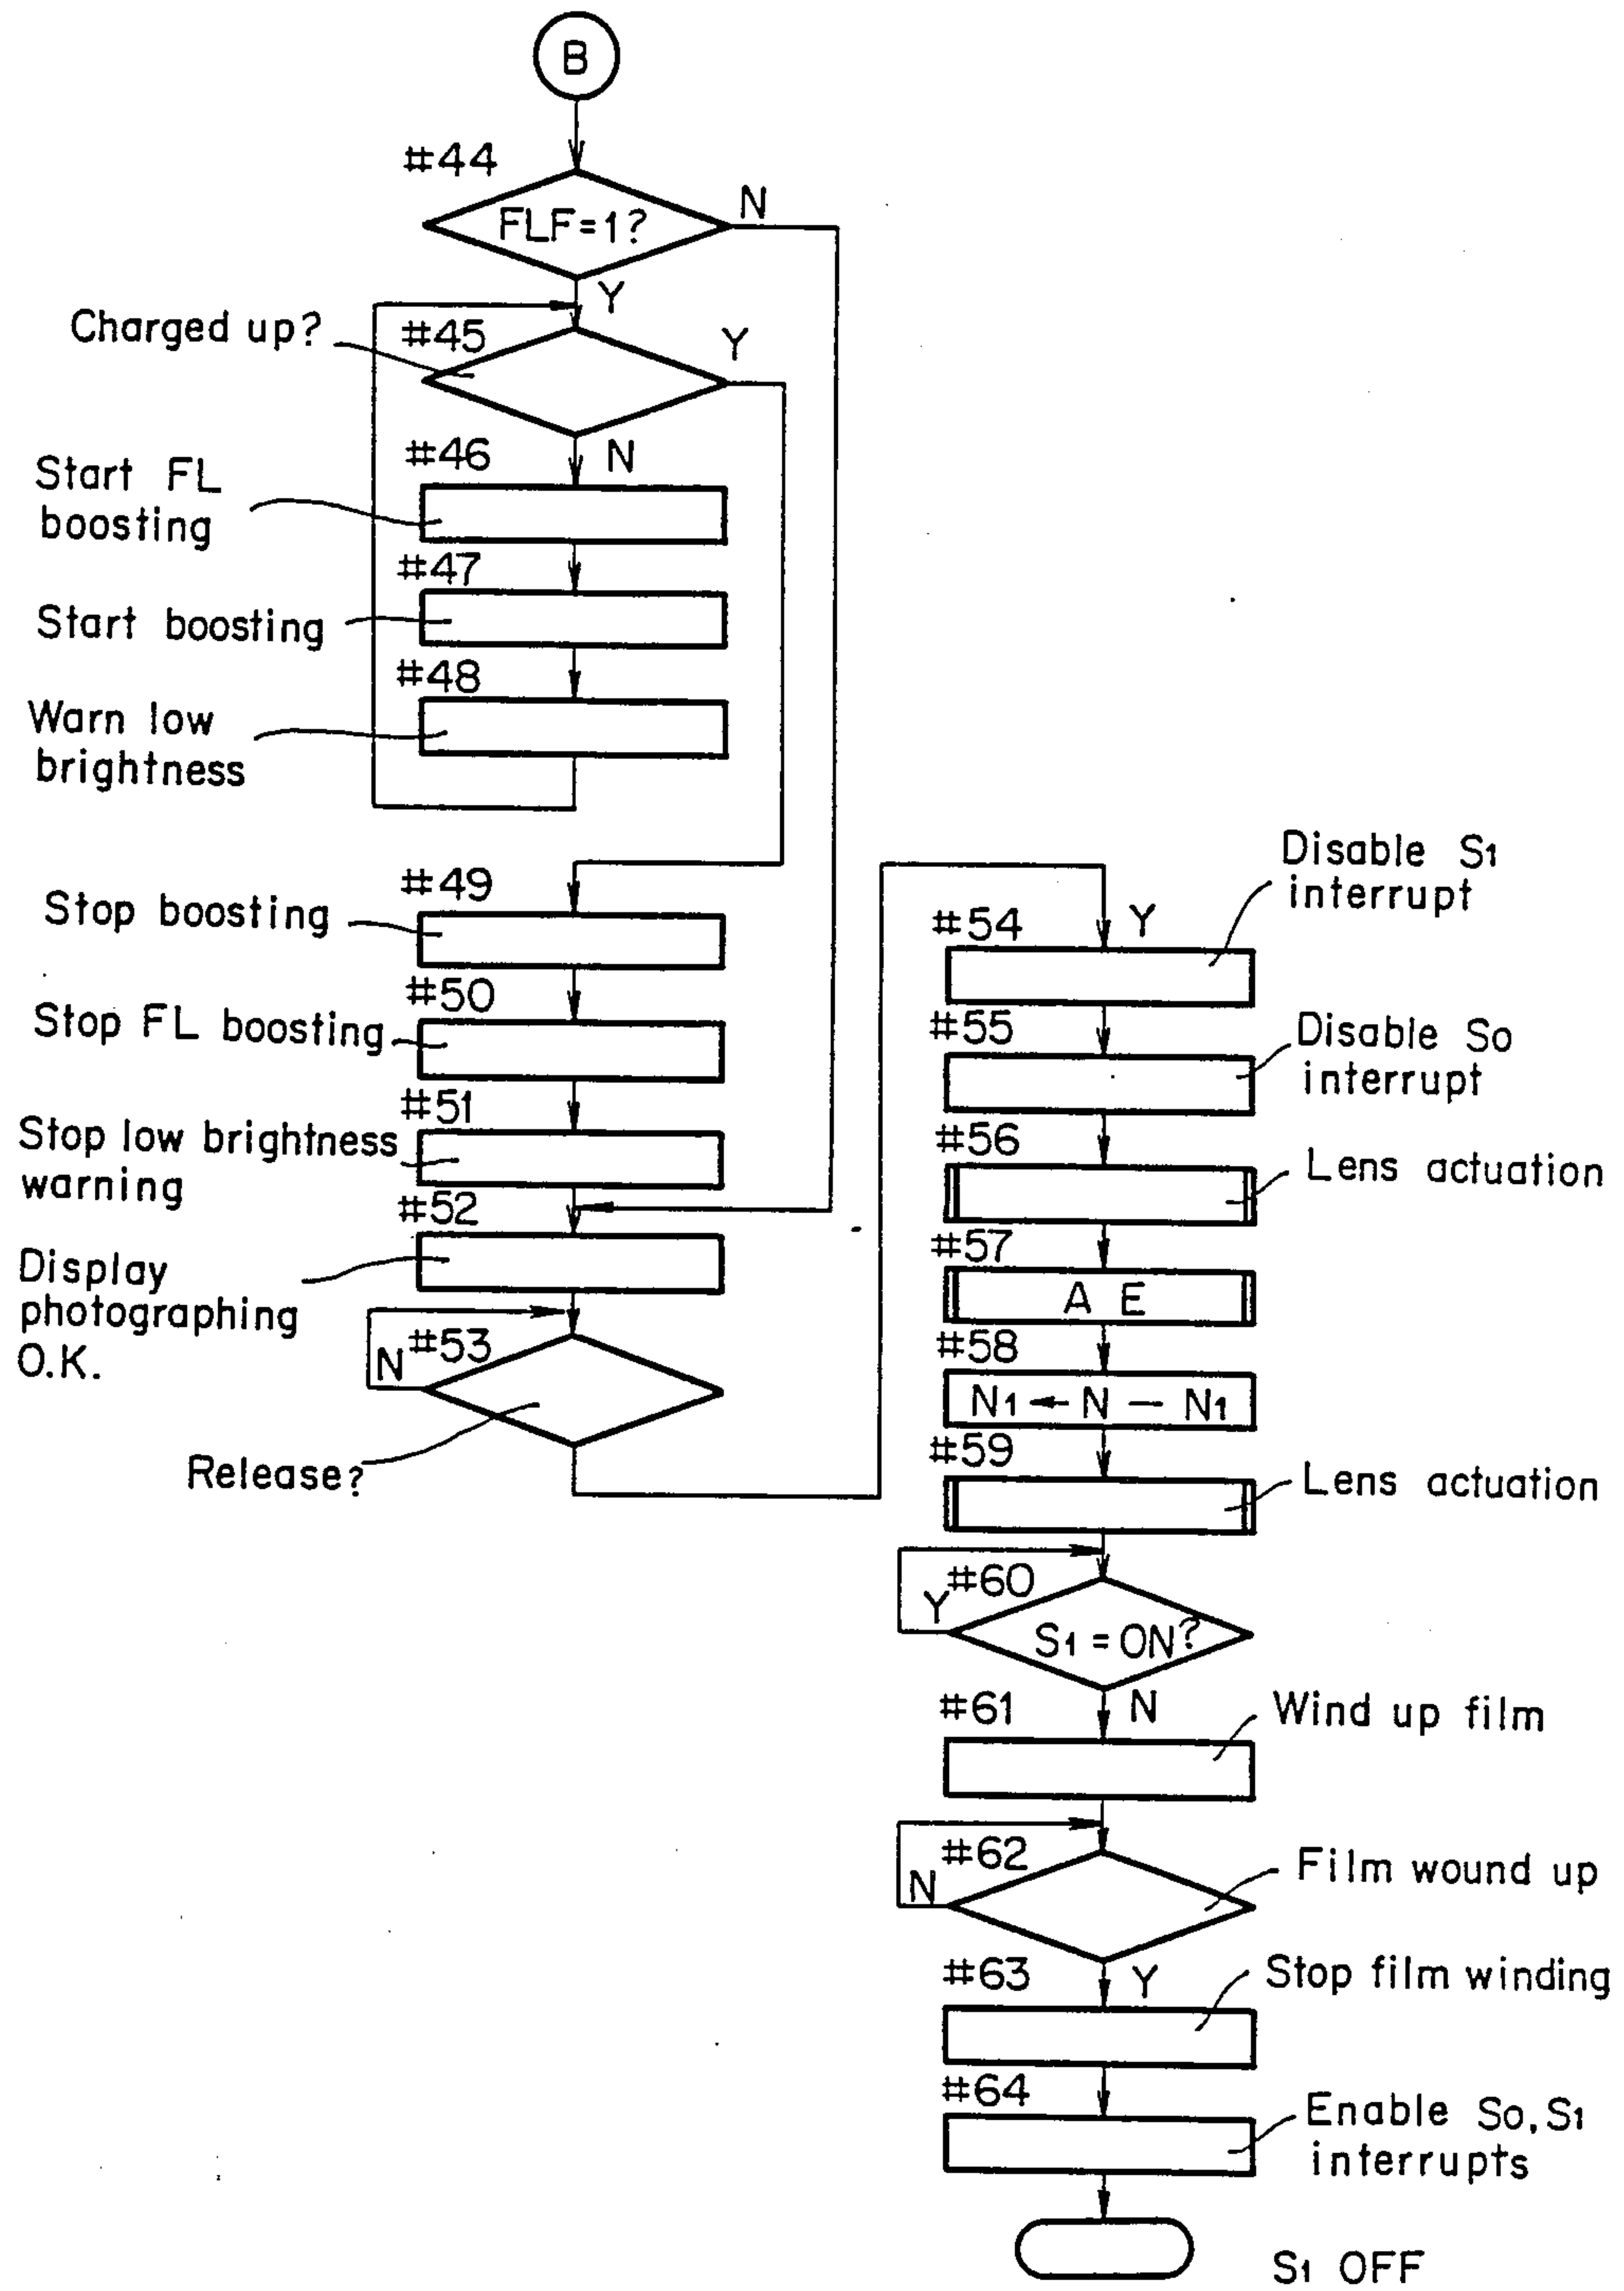 B
#44
FLF=1?
N
Y
Charged up?
#45
Y
#46
N
Start FL
boosting
#47
Start boosting
#48
Warn low
brightness
#49
Stop boosting
#50
Stop FL boosting
#51
Stop low brightness
warning
#52
Display
photographing
O.K.
#53
N
Release?
Disable S1
interrupt
#54
Y
#55
Disable S0
interrupt
#56
Lens actuation
#57
A E
#58
N1 ← N — N1
#59
Lens actuation
#60
Y
S1 = ON?
N
#61
Wind up film
#62
N
Film wound up
#63
Y
Stop film winding
#64
Enable S0, S1
interrupts
S1 OFF